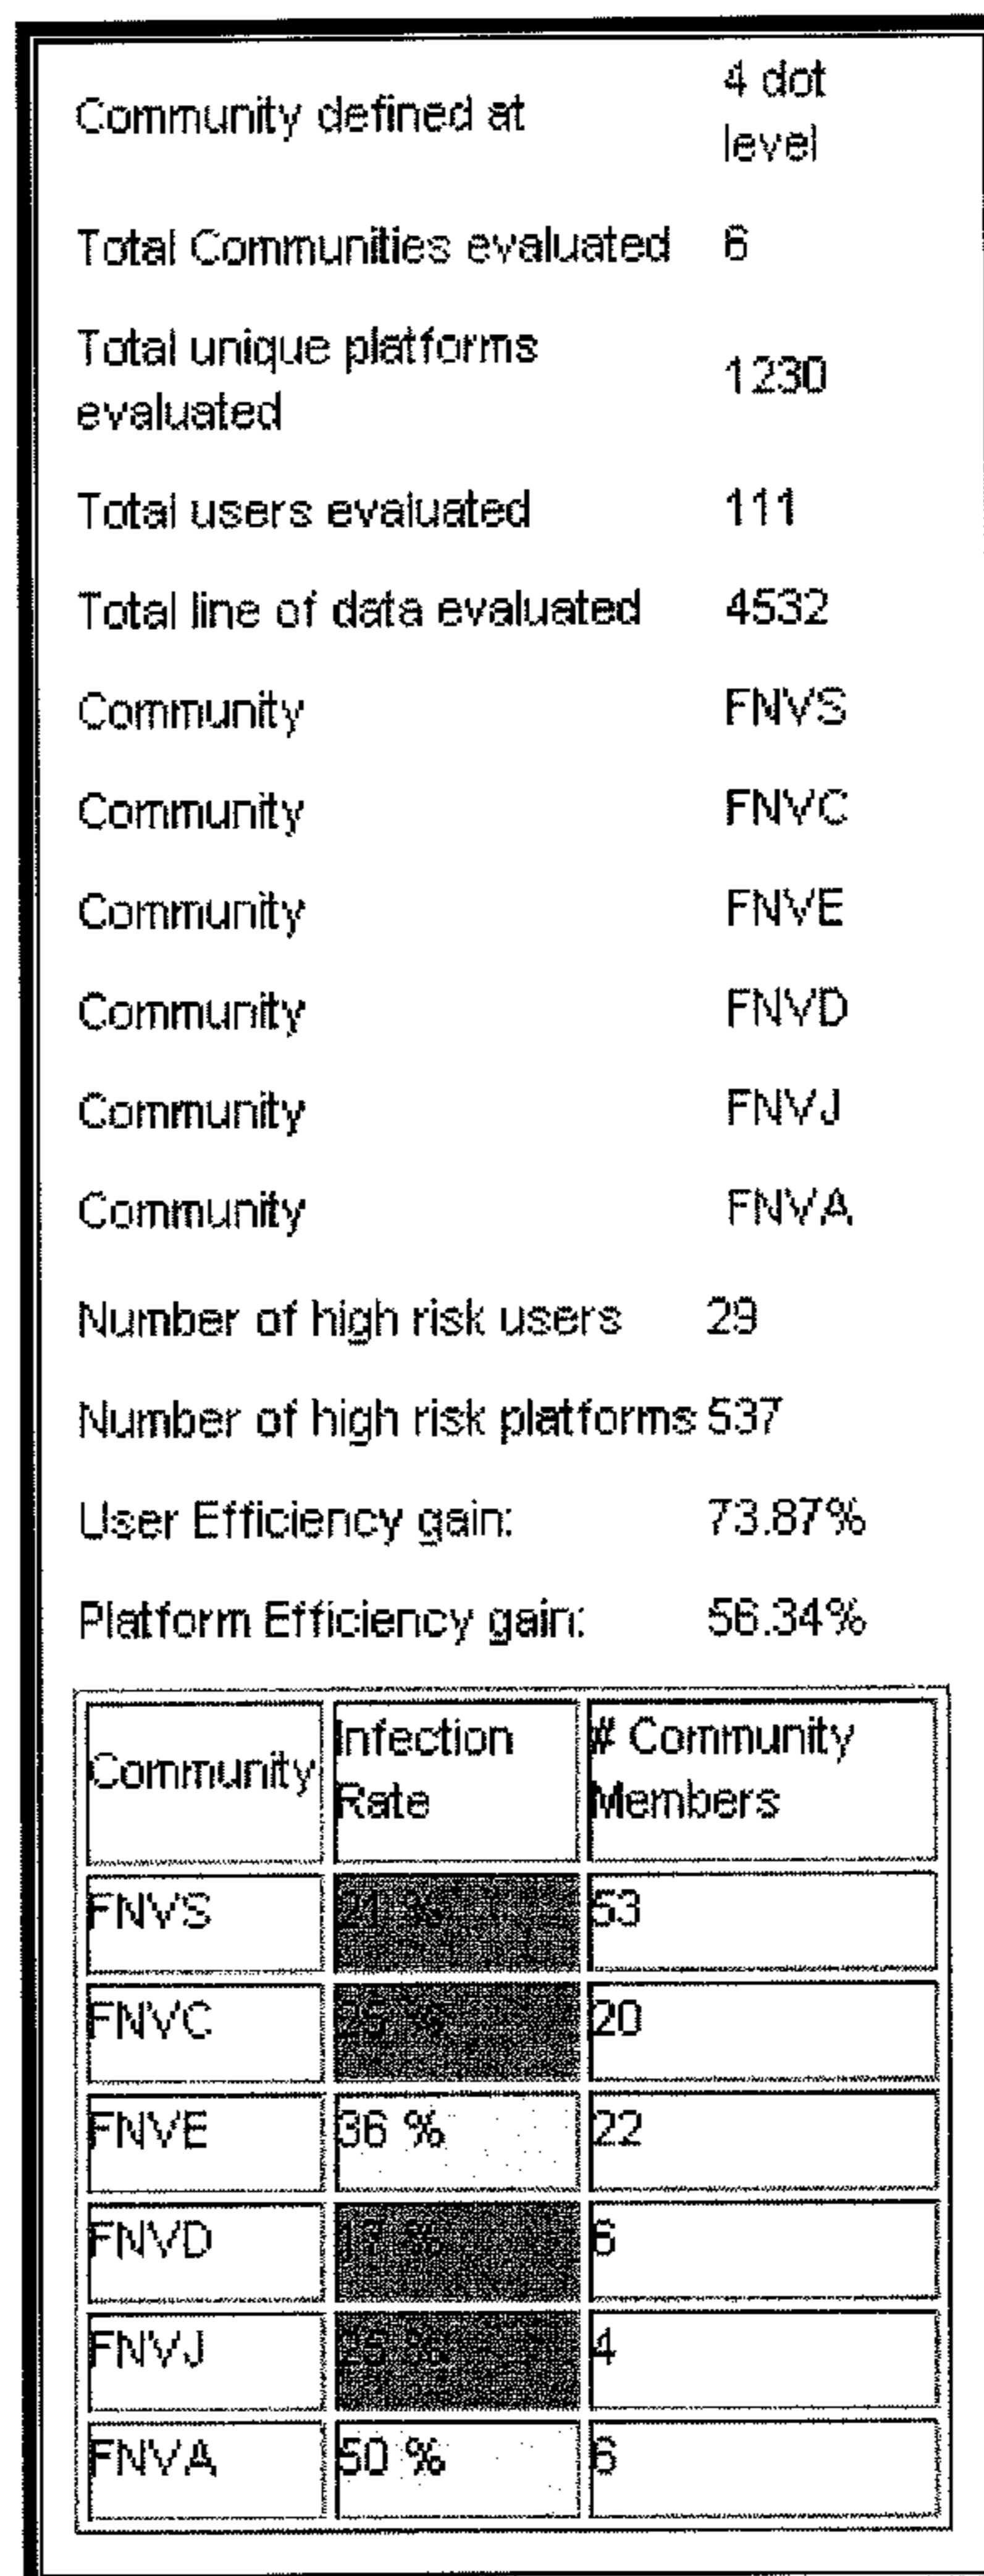 Community defined at 4 dot
level
Total Communities evaluated 6
Total unique platforms
evaluated 1230
Total users evaluated 111
Total line of data evaluated 4532
Community FNVS
Community FNVC
Community FNVE
Community FNVD
Community FNVJ
Community FNVA
Number of high risk users 29
Number of high risk platforms 537
User Efficiency gain: 73.87%
Platform Efficiency gain: 56.34%
Community Infection Rate # Community Members
FNVS 21 % 53
FNVC 25 % 20
FNVE 36 % 22
FNVD 17 % 6
FNVJ 25 % 4
FNVA 50 % 6